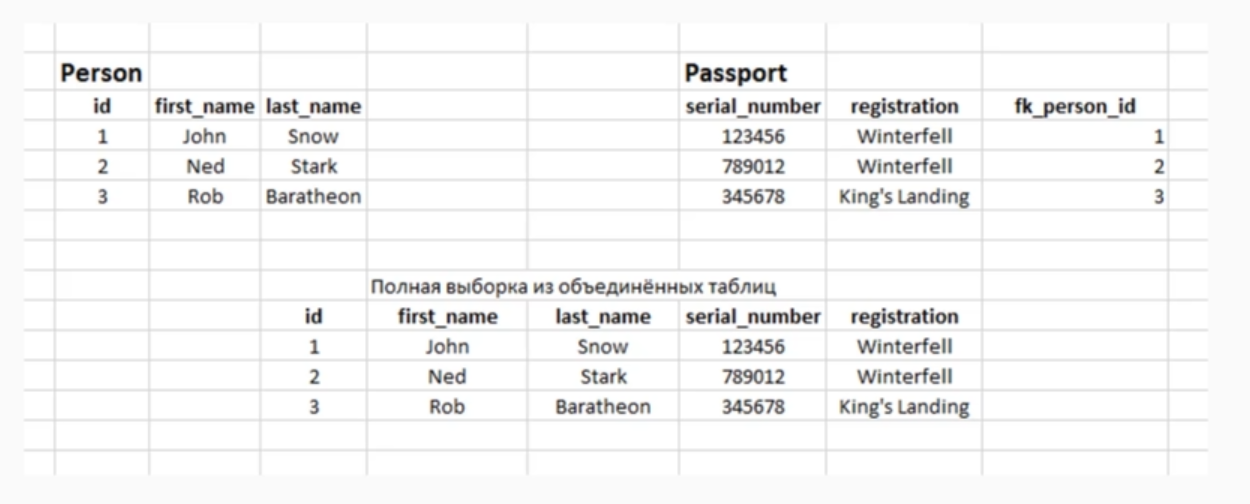 Person Passport
id first_name last_name serial_number registration fk_person_id
1 John Snow 123456 Winterfell 1
2 Ned Stark 789012 Winterfell 2
3 Rob Baratheon 345678 King's Landing 3
Полная выборка из объединённых таблиц
id first_name last_name serial_number registration
1 John Snow 123456 Winterfell
2 Ned Stark 789012 Winterfell
3 Rob Baratheon 345678 King's Landing